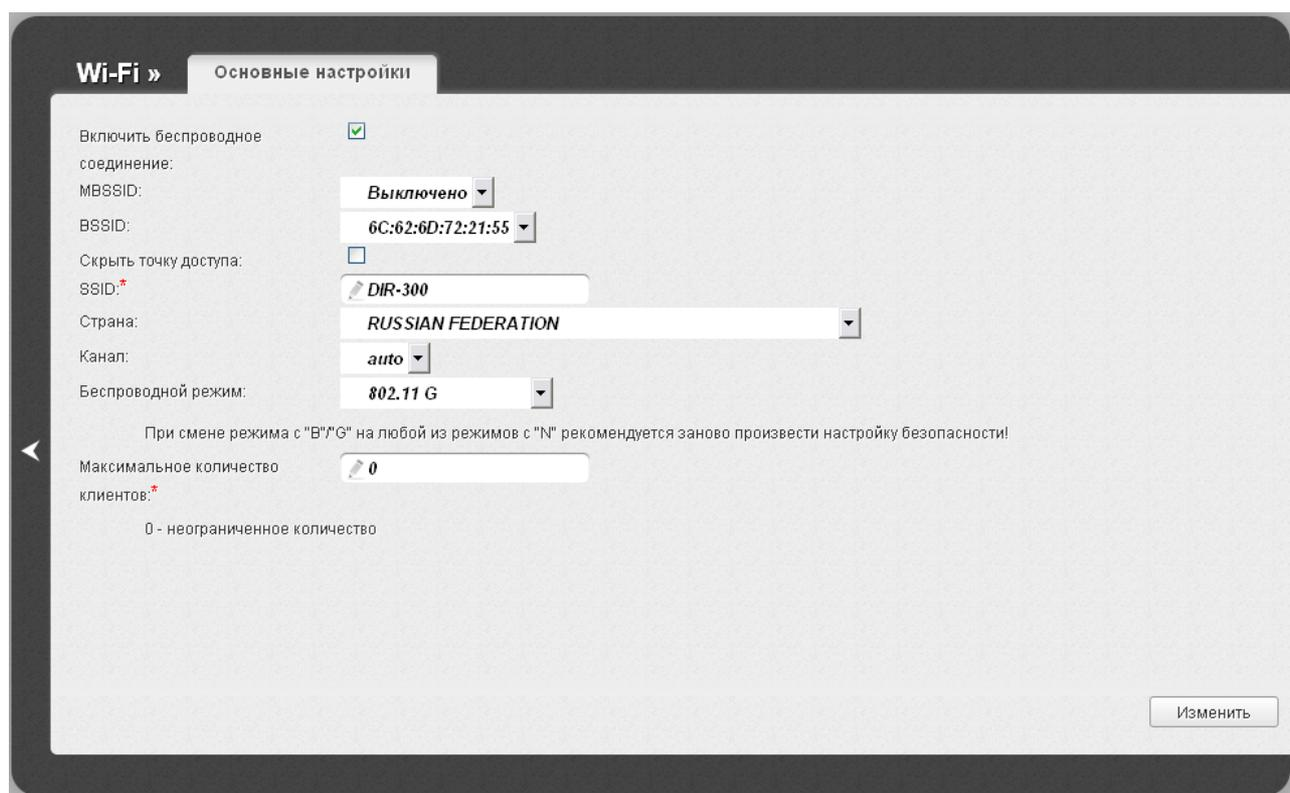 Wi-Fi »
Основные настройки
Включить беспроводное
соединение:
MBSSID:
Выключено
BSSID:
6C:62:6D:72:21:55
Скрыть точку доступа:
SSID:*
DIR-300
Страна:
RUSSIAN FEDERATION
Канал:
auto
Беспроводной режим:
802.11 G
При смене режима с "B"/"G" на любой из режимов с "N" рекомендуется заново произвести настройку безопасности!
Максимальное количество
клиентов:*
0
0 - неограниченное количество
Изменить